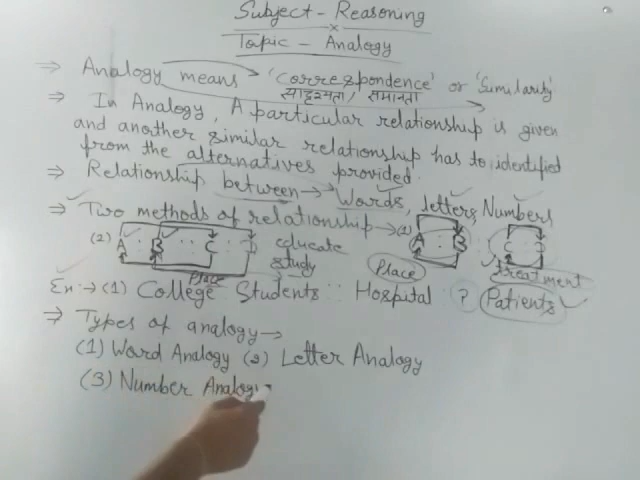 Subject - Reasoning
×
Topic - Analogy
⇒ Analogy means → 'Correspondence' or 'Similarity'
सादृश्यता / समानता
⇒ In Analogy, A particular relationship is given
and another similar relationship has to identified
from the alternatives provided.
⇒ Relationship between → Words, letters, Numbers
⇒ Two methods of relationship → (1) A : B :: C : D
(2) A : B :: C : D educate
study Place treatment
Place
Ex :→ (1) College : Students :: Hospital : ? Patients
⇒ Types of analogy →
(1) Word Analogy (2) Letter Analogy
(3) Number Analogy